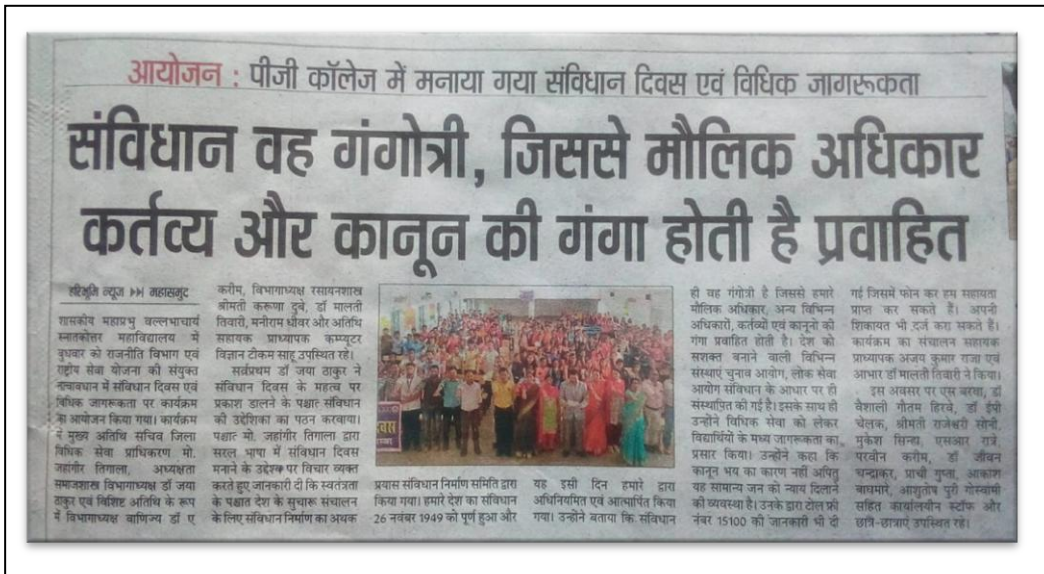 आयोजन : पीजी कॉलेज में मनाया गया संविधान दिवस एवं विधिक जागरूकता
संविधान वह गंगोत्री, जिससे मौलिक अधिकार
कर्तव्य और कानून की गंगा होती है प्रवाहित
हरिभूमि न्यूज ▸▸| महासमुंद
शासकीय महाप्रभु वल्लभाचार्य
स्नातकोत्तर महाविद्यालय में
बुधवार को राजनीति विभाग एवं
राष्ट्रीय सेवा योजना की संयुक्त
तत्वावधान में संविधान दिवस एवं
विधिक जागरूकता पर कार्यक्रम
का आयोजन किया गया। कार्यक्रम
में मुख्य अतिथि सचिव जिला
विधिक सेवा प्राधिकरण मो.
जहांगीर तिगाला, अध्यक्षता
समाजशास्त्र विभागाध्यक्ष डॉ जया
ठाकुर एवं विशिष्ट अतिथि के रूप
में विभागाध्यक्ष वाणिज्य डॉ ए
करीम, विभागाध्यक्ष रसायनशास्त्र
श्रीमती करूणा दुबे, डॉ मालती
तिवारी, मनीराम धीवर और अतिथि
सहायक प्राध्यापक कम्प्यूटर
विज्ञान टीकम साहू उपस्थित रहे।
सर्वप्रथम डॉ जया ठाकुर ने
संविधान दिवस के महत्व पर
प्रकाश डालने के पश्चात संविधान
की उद्देशिका का पठन करवाया।
पश्चात मो. जहांगीर तिगाला द्वारा
सरल भाषा में संविधान दिवस
मनाने के उद्देश्य पर विचार व्यक्त
करते हुए जानकारी दी कि स्वतंत्रता
के पश्चात देश के सुचारू संचालन
के लिए संविधान निर्माण का अथक
प्रयास संविधान निर्माण समिति द्वारा
किया गया। हमारे देश का संविधान
26 नवंबर 1949 को पूर्ण हुआ और
यह इसी दिन हमारे द्वारा
अधिनियमित एवं आत्मार्पित किया
गया। उन्होंने बताया कि संविधान
ही वह गंगोत्री है जिससे हमारे
मौलिक अधिकार, अन्य विभिन्न
अधिकारों, कर्तव्यों एवं कानूनों की
गंगा प्रवाहित होती है। देश को
सशक्त बनाने वाली विभिन्न
संस्थाएं चुनाव आयोग, लोक सेवा
आयोग संविधान के आधार पर ही
संस्थापित की गई है। इसके साथ ही
उन्होंने विधिक सेवा को लेकर
विद्यार्थियों के मध्य जागरूकता का
प्रसार किया। उन्होंने कहा कि
कानून भय का कारण नहीं अपितु
यह सामान्य जन को न्याय दिलाने
की व्यवस्था है। उनके द्वारा टोल फ्री
नंबर 15100 की जानकारी भी दी
गई जिसमें फोन कर हम सहायता
प्राप्त कर सकते हैं। अपनी
शिकायत भी दर्ज करा सकते हैं।
कार्यक्रम का संचालन सहायक
प्राध्यापक अजय कुमार राजा एवं
आभार डॉ मालती तिवारी ने किया।
इस अवसर पर एस बरवा, डॉ
वैशाली गौतम हिरवे, डॉ ईपी
चेलक, श्रीमती राजेश्वरी सोनी,
मुकेश सिन्हा, एसआर रात्रे,
परवीन करीम, डॉ जीवन
चन्द्राकर, प्राची गुप्ता, आकाश
बाघमारे, आशुतोष पुरी गोस्वामी
सहित कार्यालयीन स्टॉफ और
छात्र-छात्राएं उपस्थित रहे।